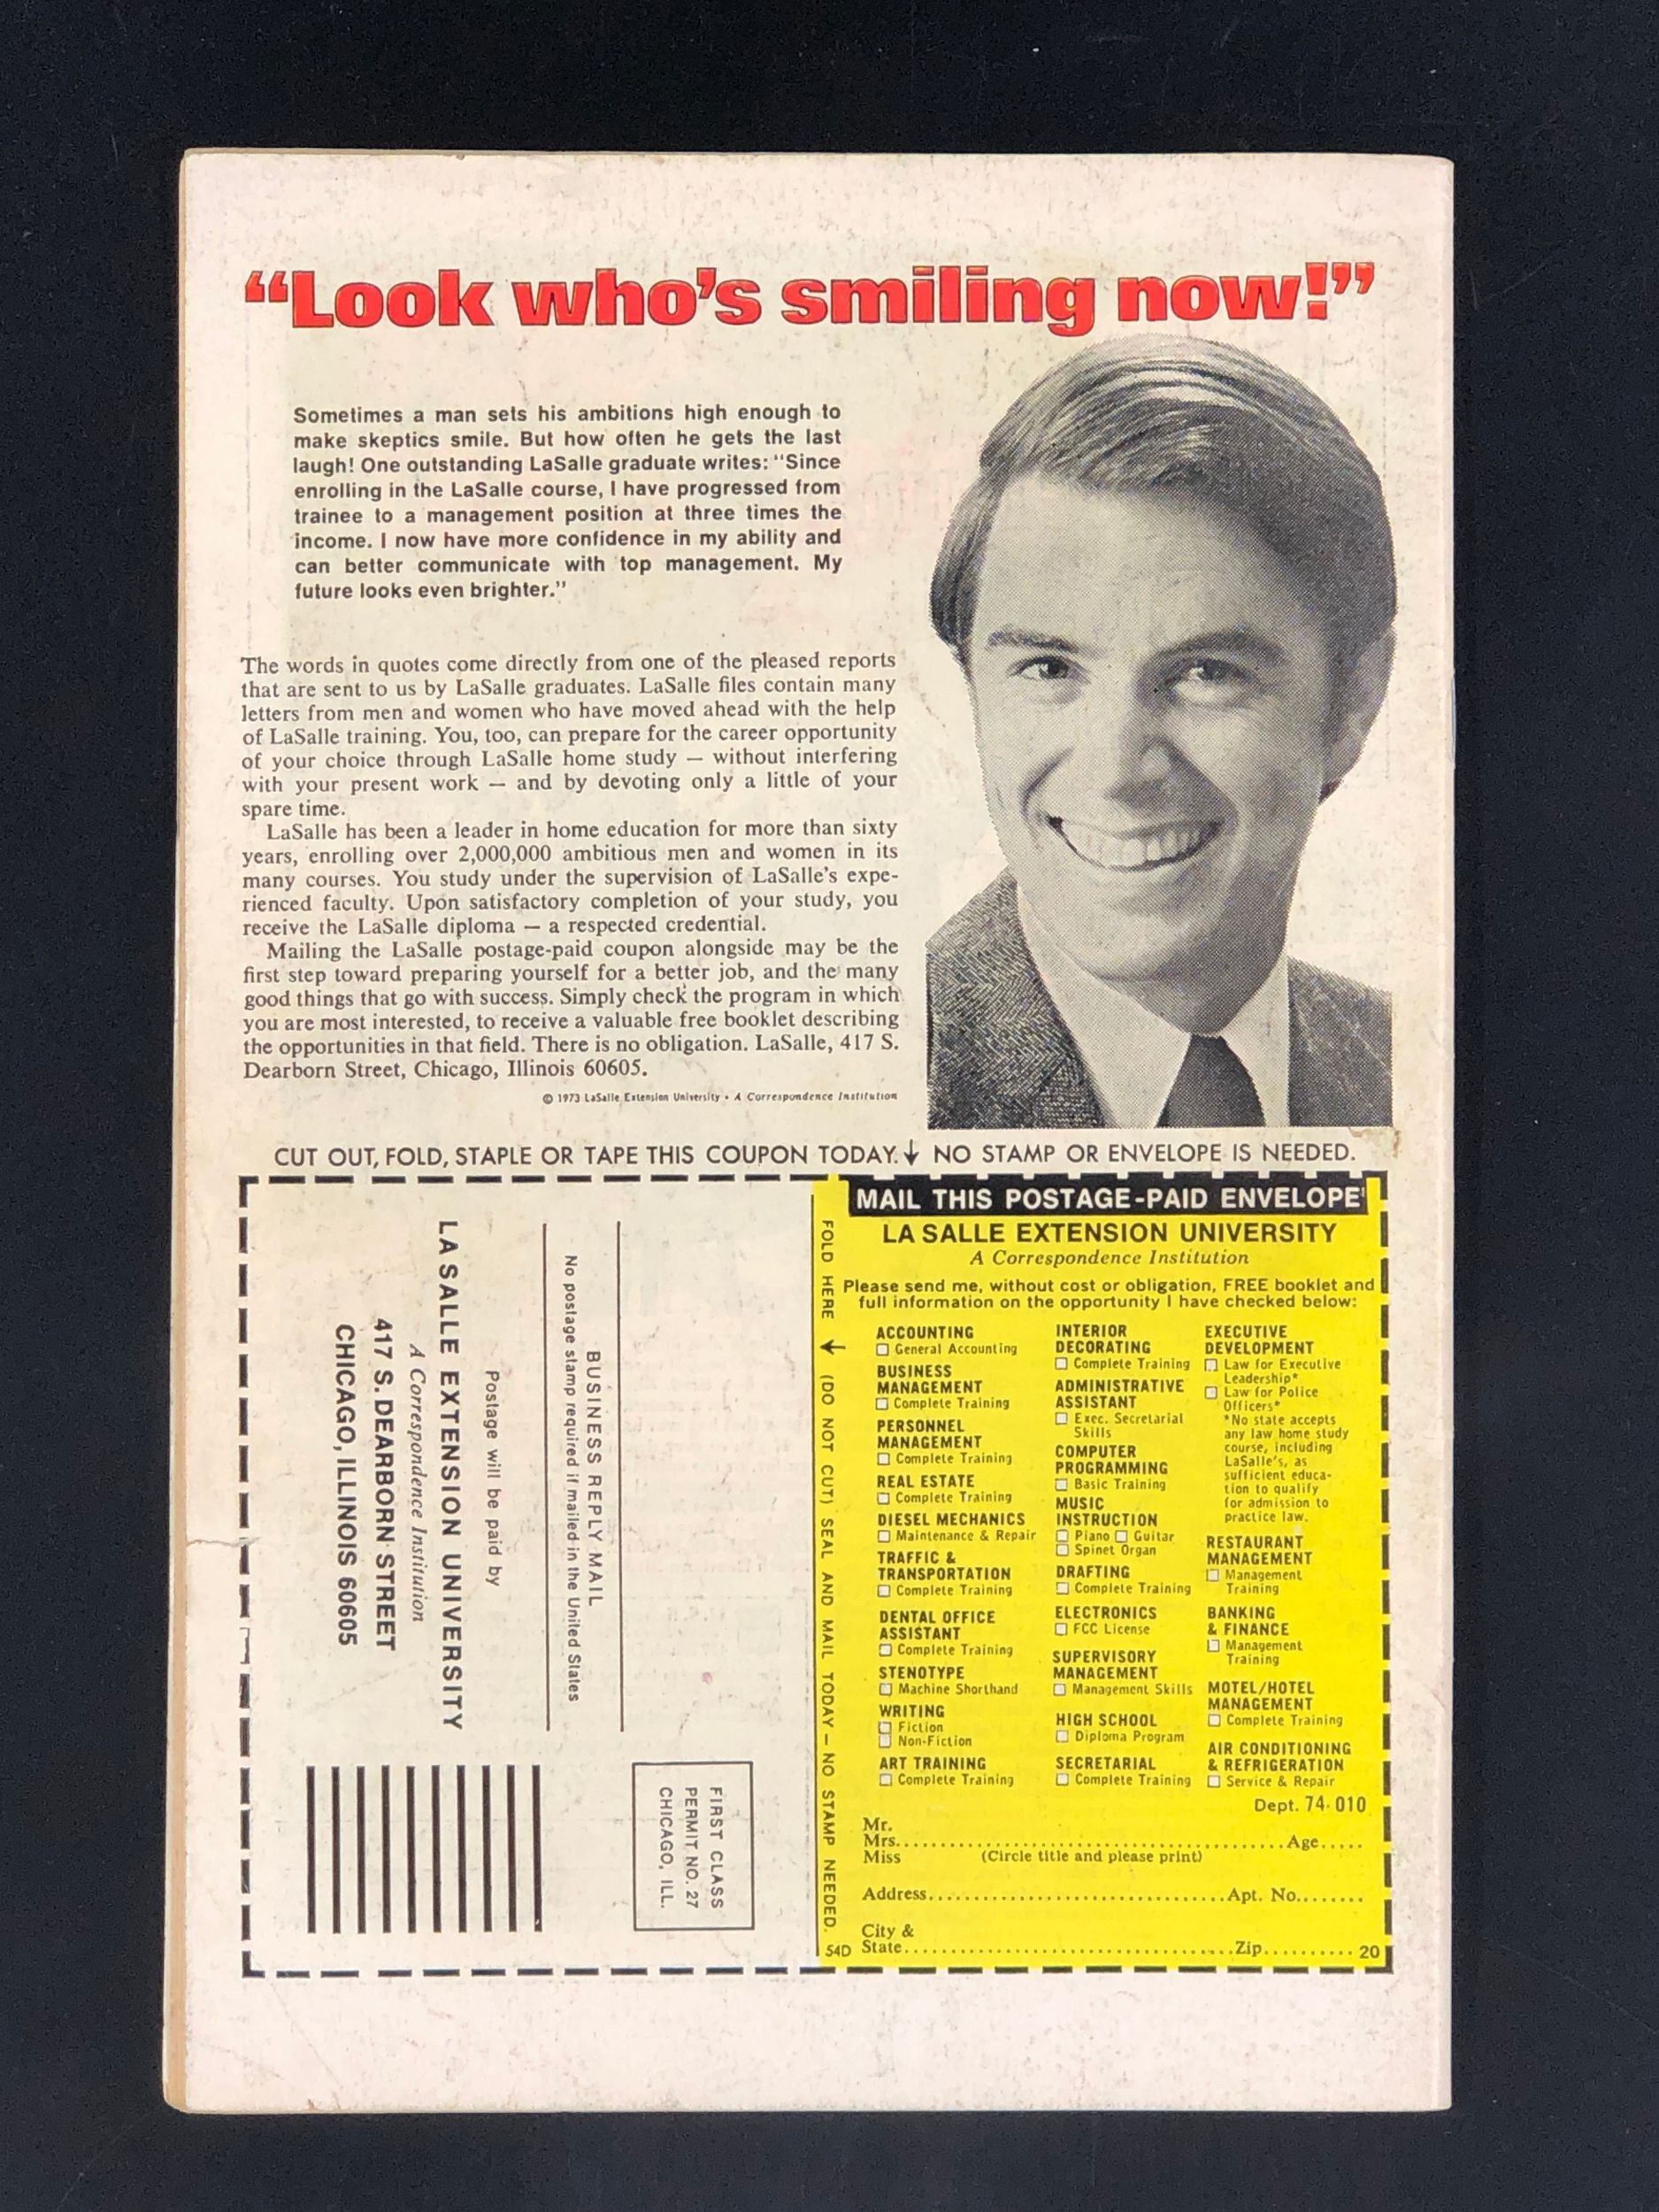 “Look who’s smiling now!”
Sometimes a man sets his ambitions high enough to
make skeptics smile. But how often he gets the last
laugh! One outstanding LaSalle graduate writes: “Since
enrolling in the LaSalle course, I have progressed from
trainee to a management position at three times the
income. I now have more confidence in my ability and
can better communicate with top management. My
future looks even brighter.”
The words in quotes come directly from one of the pleased reports
that are sent to us by LaSalle graduates. LaSalle files contain many
letters from men and women who have moved ahead with the help
of LaSalle training. You, too, can prepare for the career opportunity
of your choice through LaSalle home study — without interfering
with your present work — and by devoting only a little of your
spare time.
LaSalle has been a leader in home education for more than sixty
years, enrolling over 2,000,000 ambitious men and women in its
many courses. You study under the supervision of LaSalle’s expe-
rienced faculty. Upon satisfactory completion of your study, you
receive the LaSalle diploma — a respected credential.
Mailing the LaSalle postage-paid coupon alongside may be the
first step toward preparing yourself for a better job, and the many
good things that go with success. Simply check the program in which
you are most interested, to receive a valuable free booklet describing
the opportunities in that field. There is no obligation. LaSalle, 417 S.
Dearborn Street, Chicago, Illinois 60605.
© 1973 LaSalle Extension University • A Correspondence Institution
CUT OUT, FOLD, STAPLE OR TAPE THIS COUPON TODAY. ↓ NO STAMP OR ENVELOPE IS NEEDED.
FIRST CLASS
PERMIT NO. 27
CHICAGO, ILL.
BUSINESS REPLY MAIL
No postage stamp required if mailed in the United States
Postage will be paid by
LA SALLE EXTENSION UNIVERSITY
A Correspondence Institution
417 S. DEARBORN STREET
CHICAGO, ILLINOIS 60605
FOLD HERE ↓ (DO NOT CUT) SEAL AND MAIL TODAY — NO STAMP NEEDED.
54D
MAIL THIS POSTAGE-PAID ENVELOPE
LA SALLE EXTENSION UNIVERSITY
A Correspondence Institution
Please send me, without cost or obligation, FREE booklet and
full information on the opportunity I have checked below:
ACCOUNTING
☐ General Accounting
BUSINESS
MANAGEMENT
☐ Complete Training
PERSONNEL
MANAGEMENT
☐ Complete Training
REAL ESTATE
☐ Complete Training
DIESEL MECHANICS
☐ Maintenance & Repair
TRAFFIC &
TRANSPORTATION
☐ Complete Training
DENTAL OFFICE
ASSISTANT
☐ Complete Training
STENOTYPE
☐ Machine Shorthand
WRITING
☐ Fiction
☐ Non-Fiction
ART TRAINING
☐ Complete Training
INTERIOR
DECORATING
☐ Complete Training
ADMINISTRATIVE
ASSISTANT
☐ Exec. Secretarial
Skills
COMPUTER
PROGRAMMING
☐ Basic Training
MUSIC
INSTRUCTION
☐ Piano ☐ Guitar
☐ Spinet Organ
DRAFTING
☐ Complete Training
ELECTRONICS
☐ FCC License
SUPERVISORY
MANAGEMENT
☐ Management Skills
HIGH SCHOOL
☐ Diploma Program
SECRETARIAL
☐ Complete Training
EXECUTIVE
DEVELOPMENT
☐ Law for Executive
Leadership*
☐ Law for Police
Officers*
*No state accepts
any law home study
course, including
LaSalle’s, as
sufficient educa-
tion to qualify
for admission to
practice law.
RESTAURANT
MANAGEMENT
☐ Management
Training
BANKING
& FINANCE
☐ Management
Training
MOTEL/HOTEL
MANAGEMENT
☐ Complete Training
AIR CONDITIONING
& REFRIGERATION
☐ Service & Repair
Dept. 74-010
Mr.
Mrs. Age
Miss (Circle title and please print)
Address Apt. No.
City &
State Zip 20